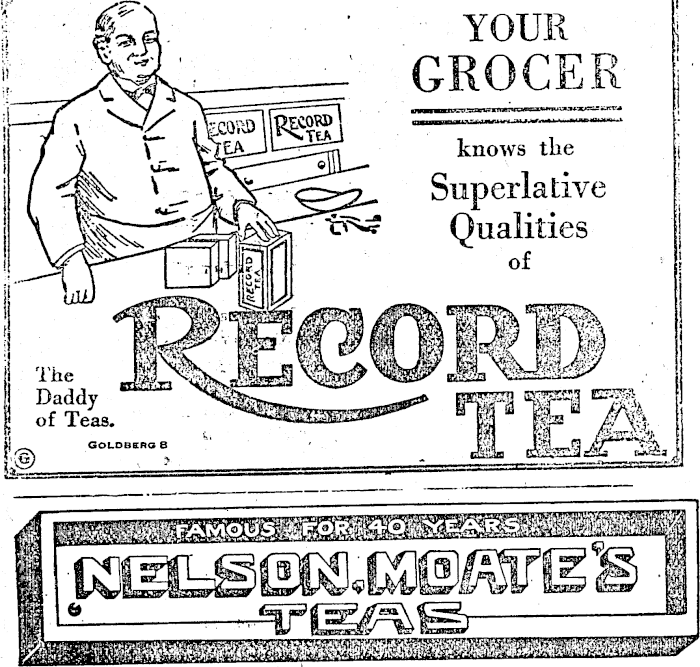 YOUR
GROCER
knows the
Superlative
Qualities
of
RECORD
TEA
RECORD
TEA
ECORD
TEA
RECORD
TEA
The
Daddy
of Teas.
GOLDBERG 8
G
FAMOUS FOR 40 YEARS
NELSON, MOATE'S
TEAS